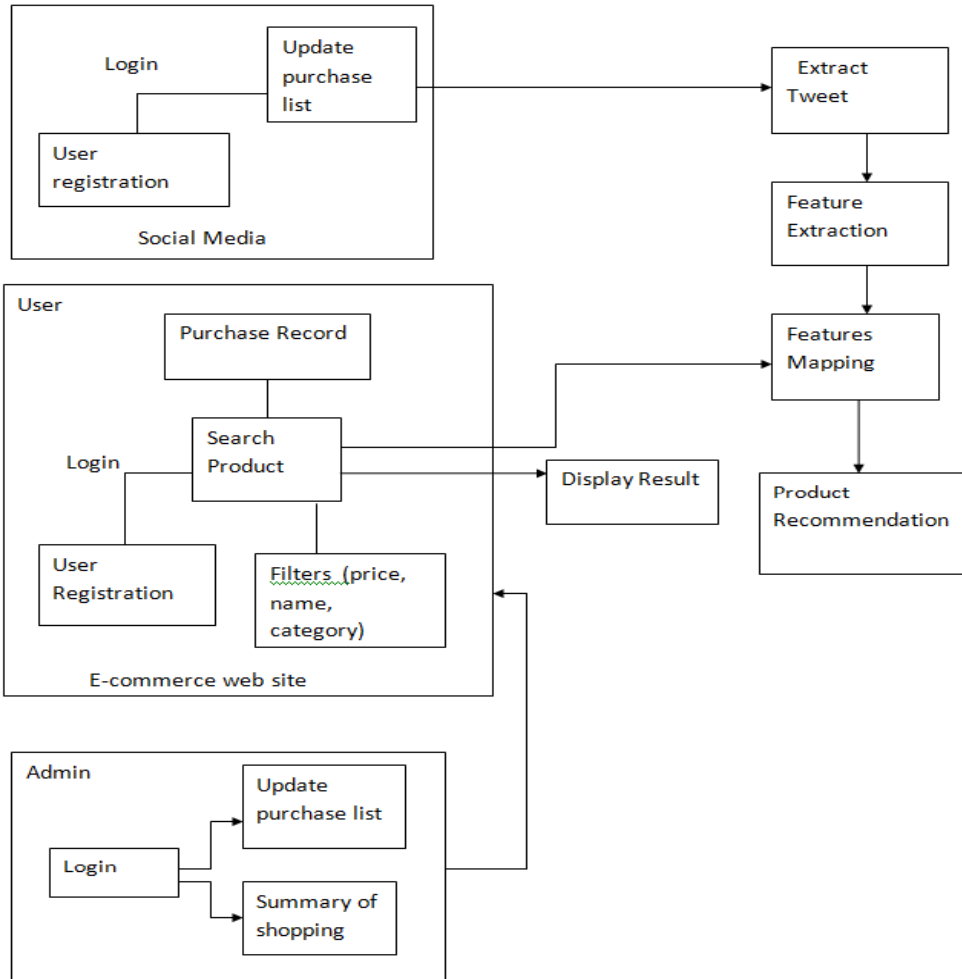 Login
Update
purchase
list
User
registration
Social Media
Extract
Tweet
Feature
Extraction
Features
Mapping
Product
Recommendation
User
Purchase Record
Search
Product
Login
Display Result
User
Registration
Filters (price,
name,
category)
E-commerce web site
Admin
Update
purchase list
Login
Summary of
shopping